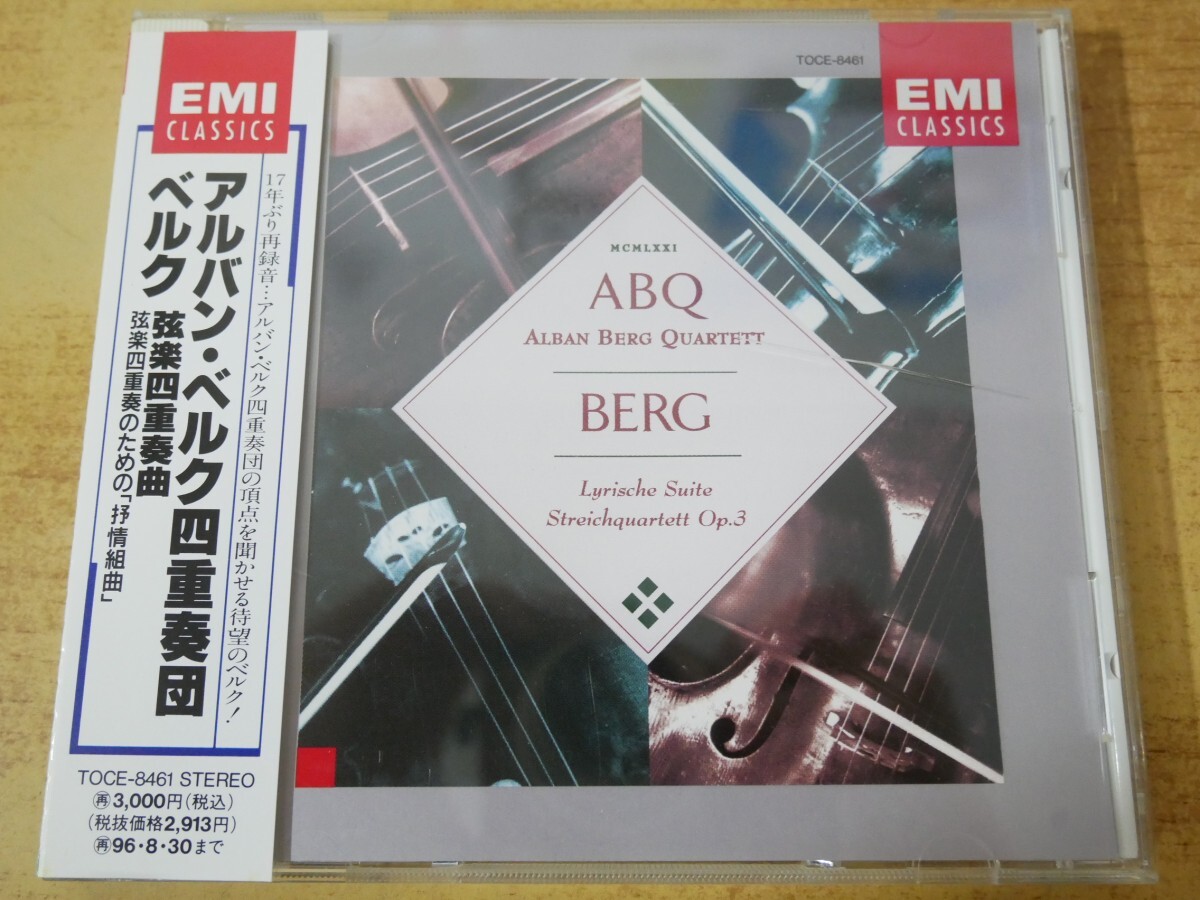 EMI
CLASSICS
17年ぶり再録音…アルバン・ベルク四重奏団の頂点を聞かせる待望のベルク!
アルバン・ベルク四重奏団
ベルク
弦楽四重奏曲
弦楽四重奏のための「抒情組曲」
TOCE-8461 STEREO
㊢3,000円(税込)
(税抜価格2,913円)
㊢96・8・30まで
TOCE-8461
EMI
CLASSICS
MCMLXXI
ABQ
ALBAN BERG QUARTETT
BERG
Lyrische Suite
Streichquartett Op.3